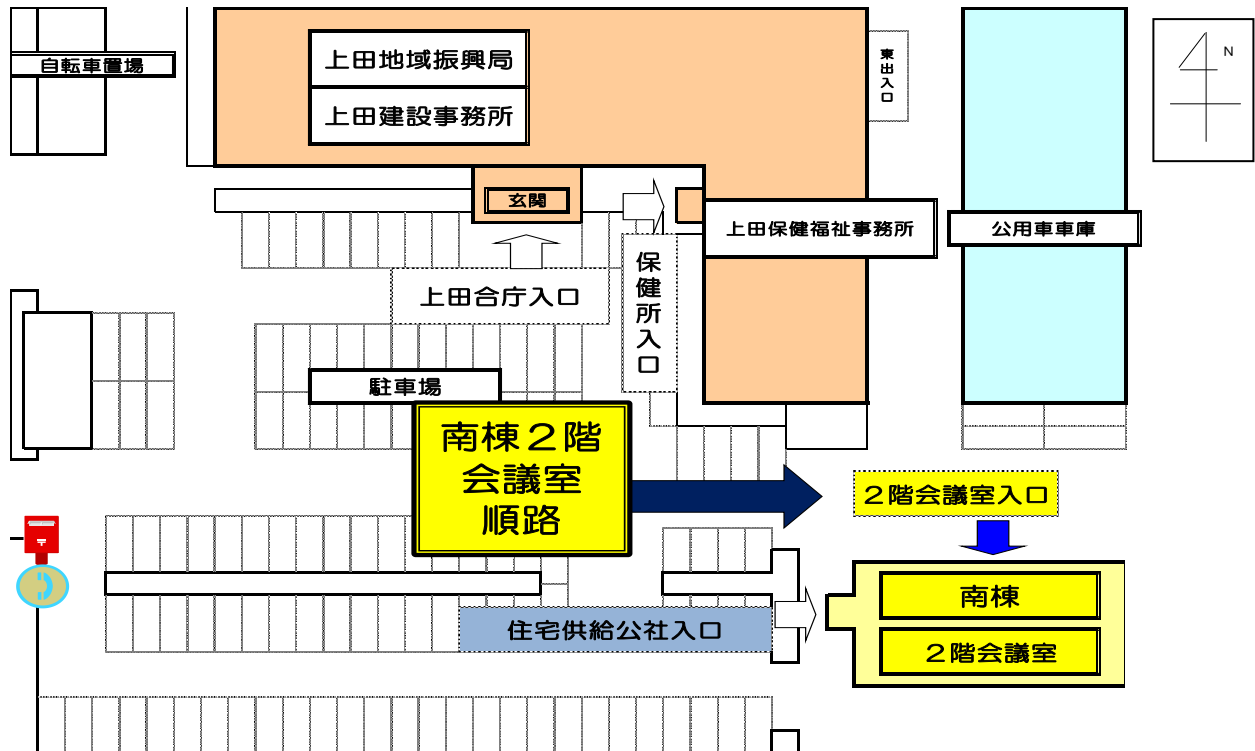 自転車置場
上田地域振興局
上田建設事務所
東出入口
N
玄関
上田保健福祉事務所
公用車車庫
上田合庁入口
保健所入口
駐車場
南棟２階
会議室
順路
２階会議室入口
〒
南棟
住宅供給公社入口
２階会議室